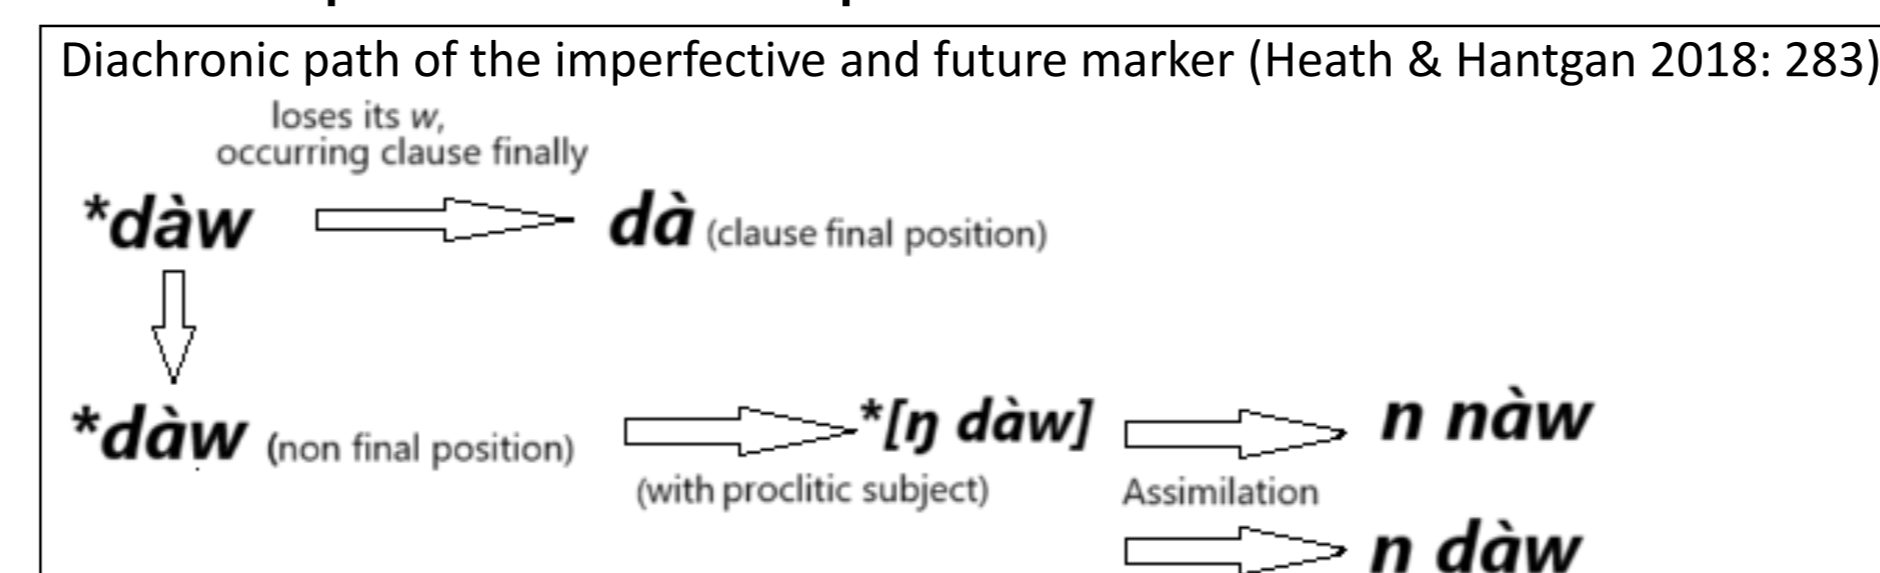 Diachronic path of the imperfective and future marker (Heath & Hantgan 2018: 283)
loses its w,
occurring clause finally
*dàw dà (clause final position)
*dàw (non final position) *[ŋ dàw] n nàw
(with proclitic subject) Assimilation
n dàw